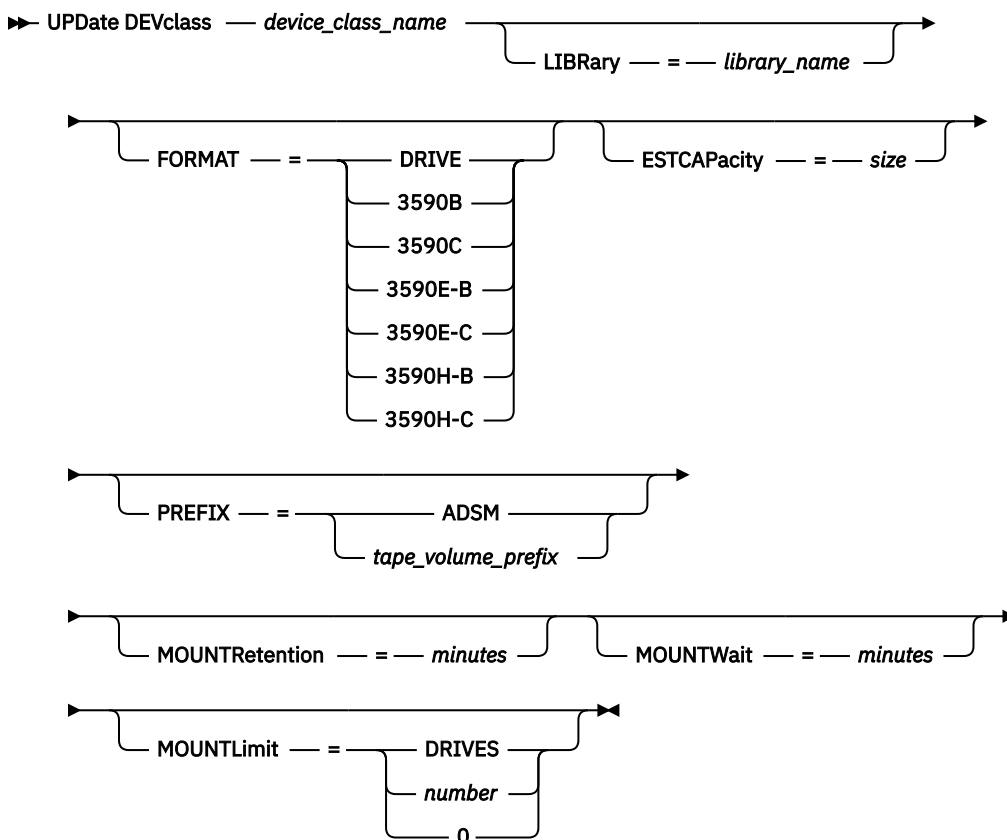 UPDate DEVclass — device_class_name
LIBRary — = — library_name
FORMAT — = — DRIVE
3590B
3590C
3590E-B
3590E-C
3590H-B
3590H-C
ESTCAPacity — = — size
PREFIX — = — ADSM
tape_volume_prefix
MOUNTRetention — = — minutes
MOUNTWait — = — minutes
MOUNTLimit — = — DRIVES
number
0